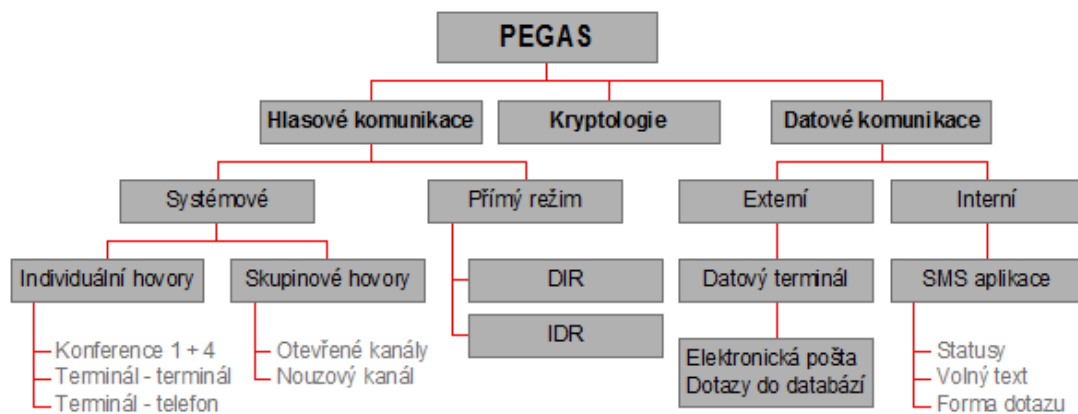 PEGAS
Hlasové komunikace
Kryptologie
Datové komunikace
Systémové
Přímý režim
Externí
Interní
Individuální hovory
Skupinové hovory
DIR
Datový terminál
SMS aplikace
IDR
Konference 1 + 4
Terminál - terminál
Terminál - telefon
Otevřené kanály
Nouzový kanál
Elektronická pošta
Dotazy do databází
Statusy
Volný text
Forma dotazu